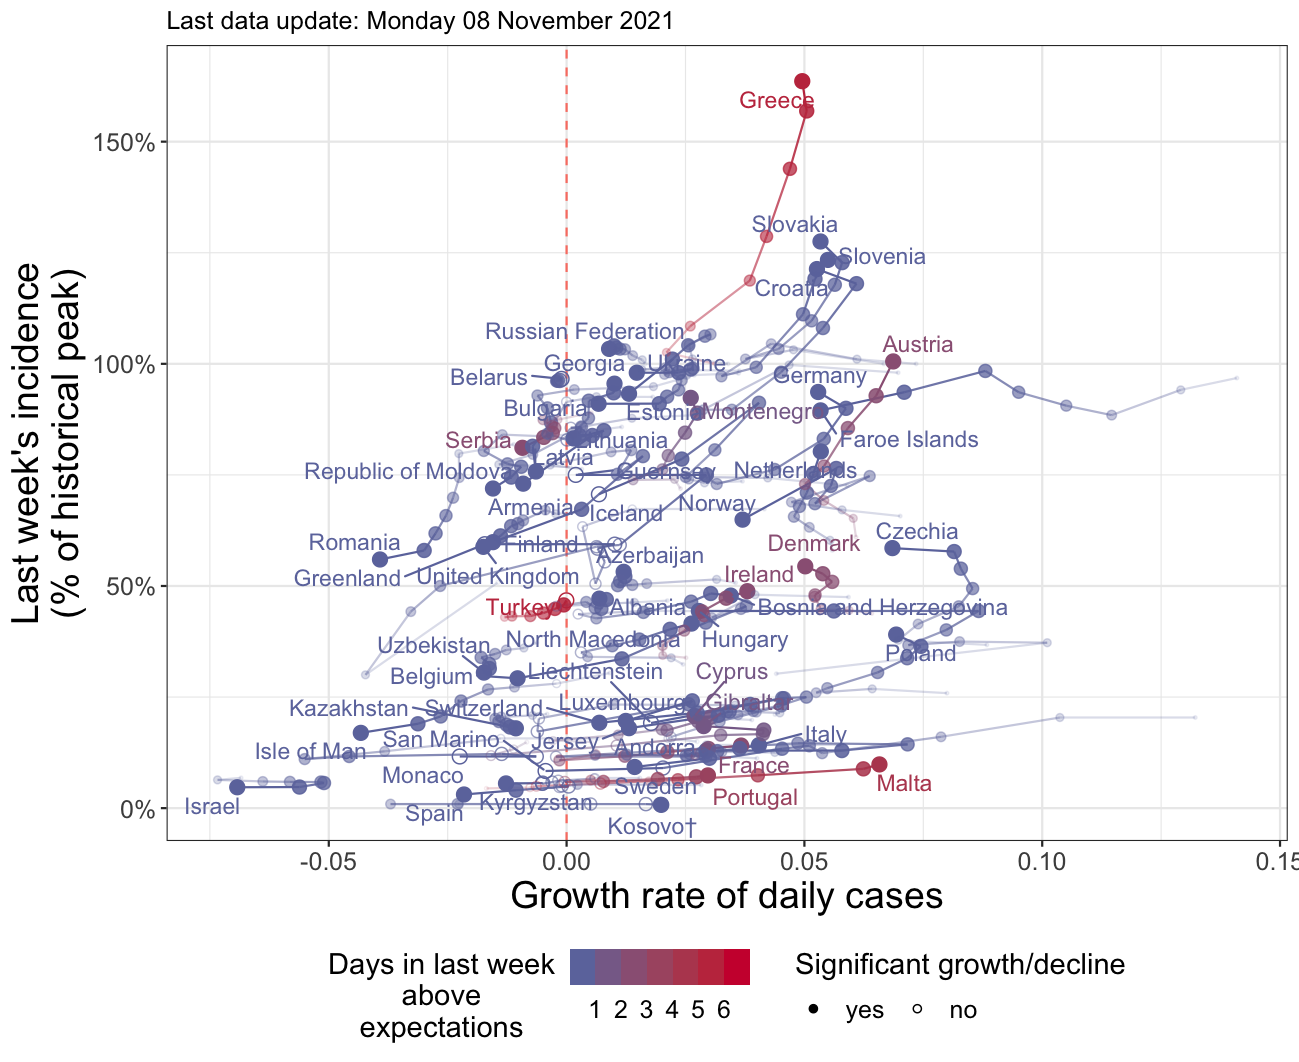 Last data update: Monday 08 November 2021
Last week's incidence
(% of historical peak)
150%
100%
50%
0%
Greece
Slovakia
Slovenia
Croatia
Russian Federation
Austria
Georgia
Ukraine
Belarus
Germany
Bulgaria
Estonia
Montenegro
Serbia
Lithuania
Faroe Islands
Latvia
Republic of Moldova
Guernsey
Netherlands
Armenia
Iceland
Norway
Czechia
Romania
Finland
Azerbaijan
Denmark
Greenland
United Kingdom
Ireland
Turkey
Albania
Bosnia and Herzegovina
Uzbekistan
North Macedonia
Hungary
Poland
Belgium
Liechtenstein
Cyprus
Kazakhstan
Switzerland
Luxembourg
Gibraltar
Isle of Man
San Marino
Jersey
Andorra
Italy
Monaco
France
Sweden
Malta
Israel
Spain
Kyrgyzstan
Portugal
Kosovo†
-0.05
0.00
0.05
0.10
0.15
Growth rate of daily cases
Days in last week
above
expectations
1 2 3 4 5 6
Significant growth/decline
yes
no